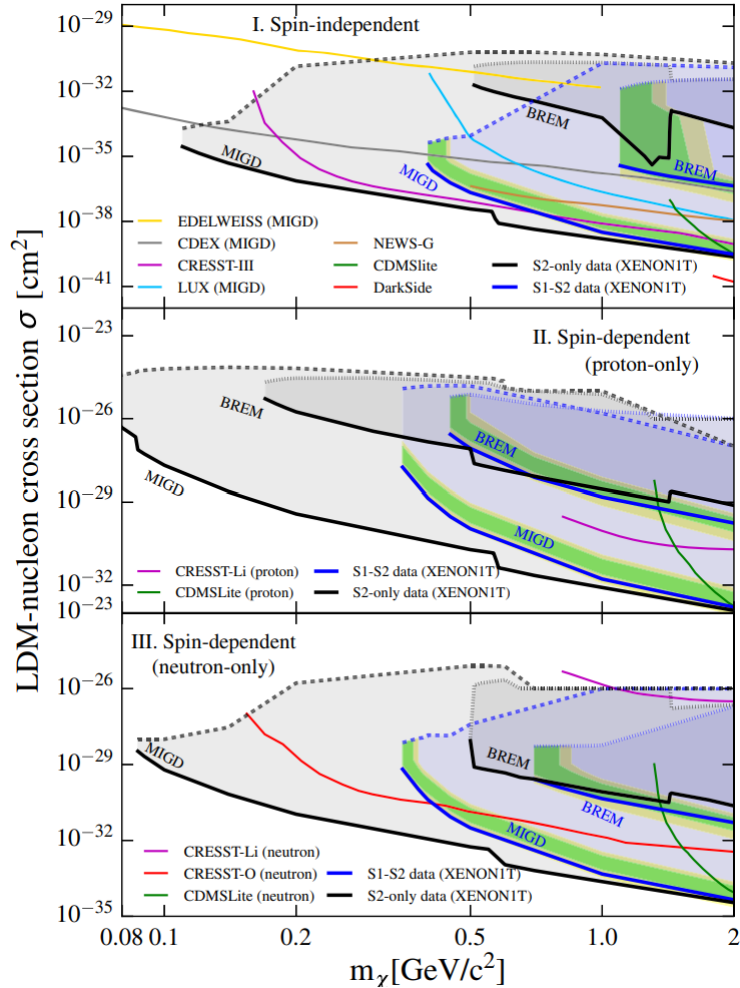 LDM-nucleon cross section σ [cm²]
10⁻²⁹
10⁻³²
10⁻³⁵
10⁻³⁸
10⁻⁴¹
I. Spin-independent
BREM
MIGD
MIGD
BREM
EDELWEISS (MIGD)
CDEX (MIGD)
CRESST-III
LUX (MIGD)
NEWS-G
CDMSlite
DarkSide
S2-only data (XENON1T)
S1-S2 data (XENON1T)
10⁻²³
10⁻²⁶
10⁻²⁹
10⁻³²
II. Spin-dependent
(proton-only)
BREM
BREM
MIGD
MIGD
CRESST-Li (proton)
CDMSLite (proton)
S1-S2 data (XENON1T)
S2-only data (XENON1T)
10⁻²³
10⁻²⁶
10⁻²⁹
10⁻³²
10⁻³⁵
III. Spin-dependent
(neutron-only)
MIGD
BREM
BREM
MIGD
CRESST-Li (neutron)
CRESST-O (neutron)
CDMSLite (neutron)
S1-S2 data (XENON1T)
S2-only data (XENON1T)
0.08 0.1 0.2 0.5 1.0 2
mᵪ[GeV/c²]